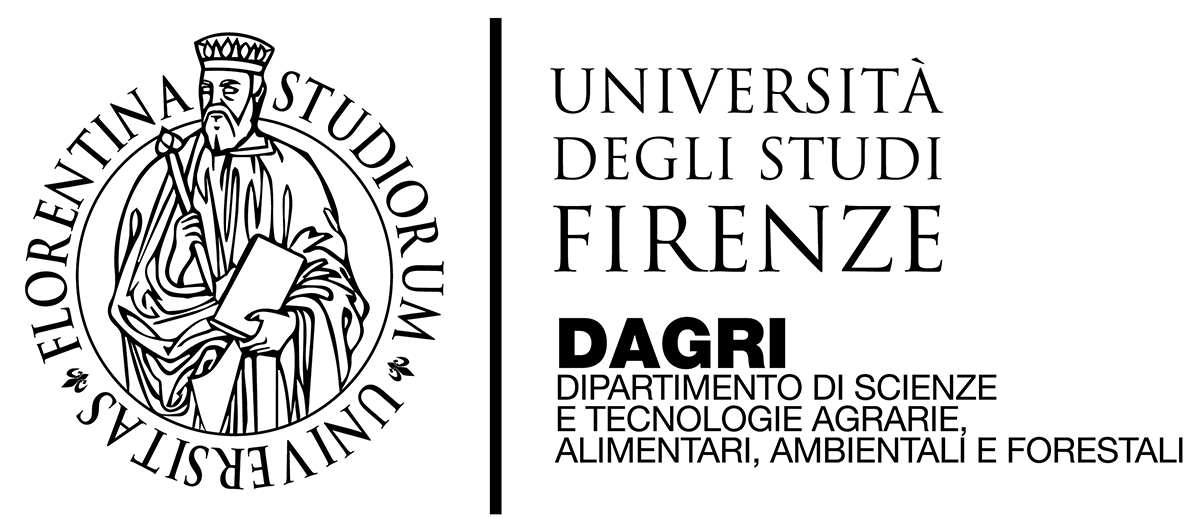 FLORENTINA STUDIORUM UNIVERSITAS
UNIVERSITÀ
DEGLI STUDI
FIRENZE
DAGRI
DIPARTIMENTO DI SCIENZE
E TECNOLOGIE AGRARIE,
ALIMENTARI, AMBIENTALI E FORESTALI